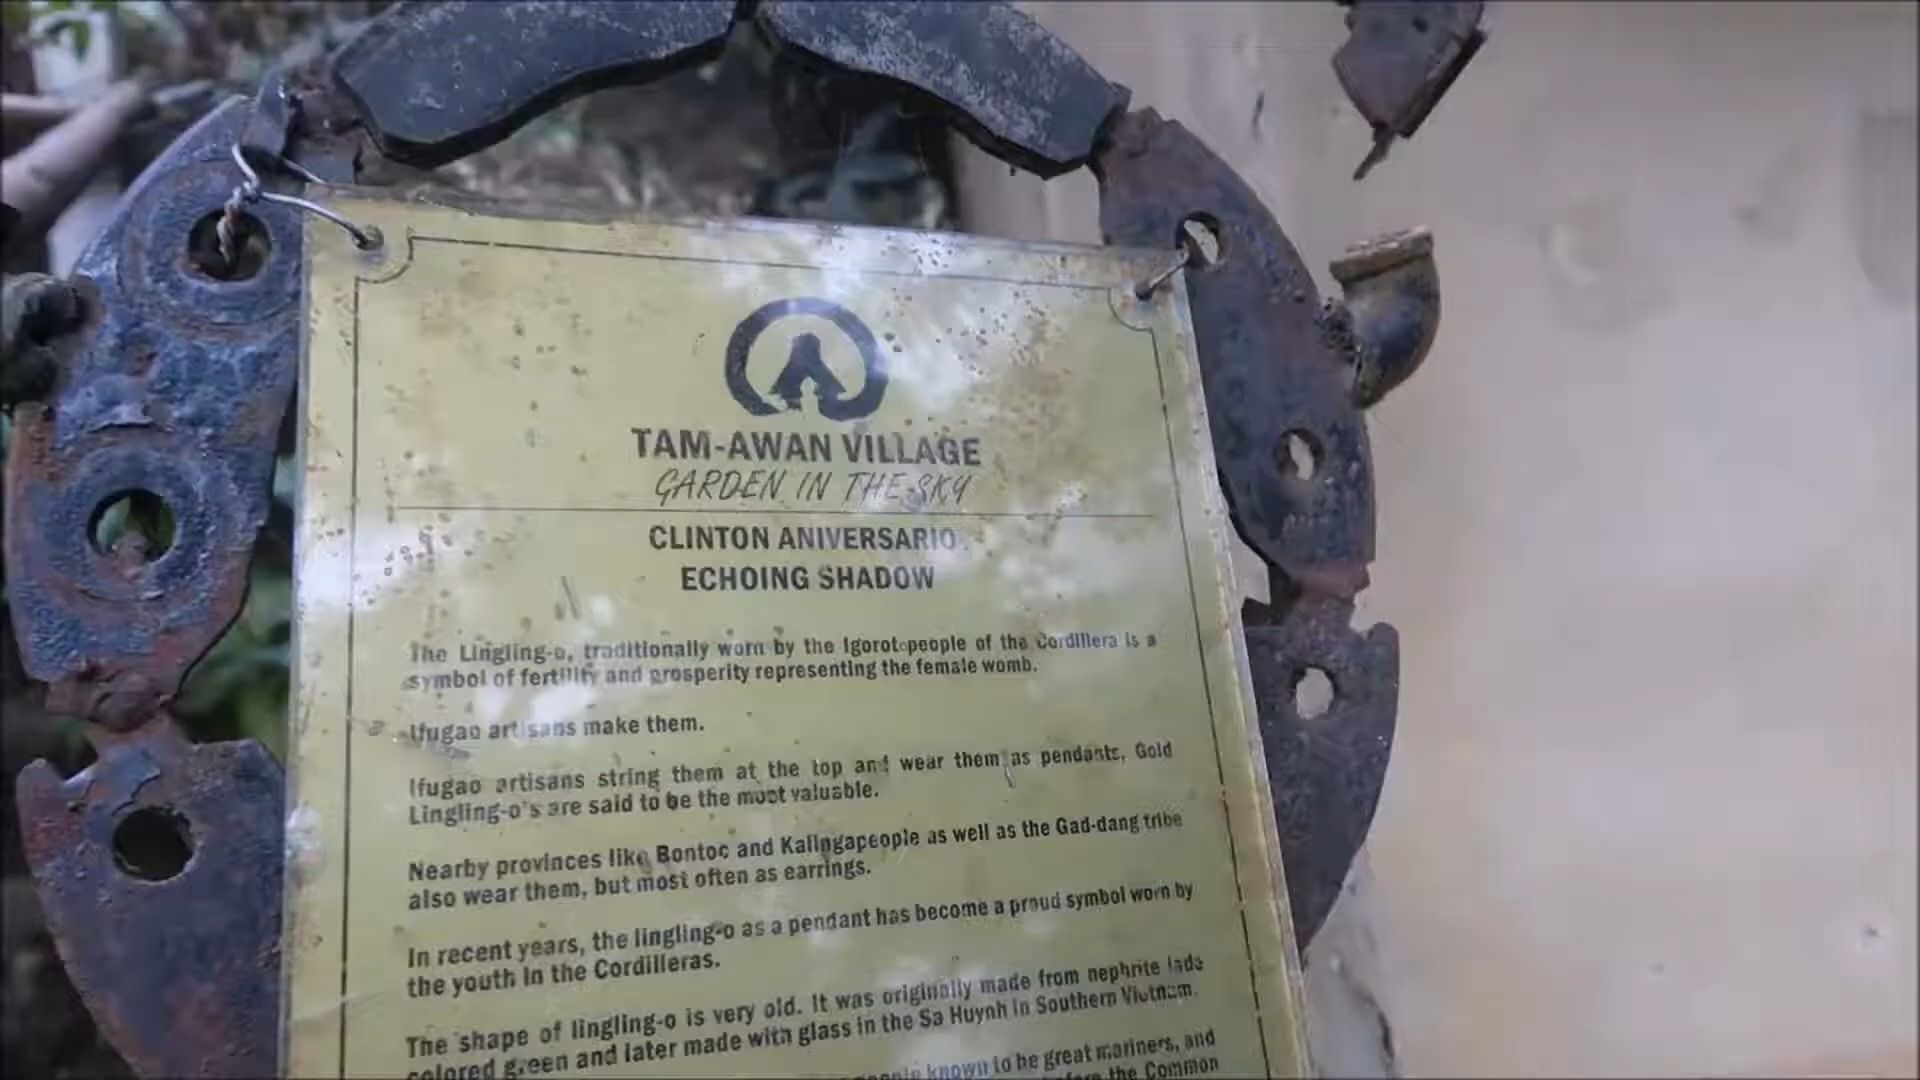 TAM-AWAN VILLAGE
GARDEN IN THE SKY
CLINTON ANIVERSARIO
ECHOING SHADOW
The Lingling-o, traditionally worn by the Igorot people of the Cordillera is a
symbol of fertility and prosperity representing the female womb.
Ifugao artisans make them.
Ifugao artisans string them at the top and wear them as pendants, Gold
Lingling-o's are said to be the most valuable.
Nearby provinces like Bontoc and Kalingapeople as well as the Gad-dang tribe
also wear them, but most often as earrings.
In recent years, the lingling-o as a pendant has become a proud symbol worn by
the youth in the Cordilleras.
The shape of lingling-o is very old. It was originally made from nephrite jade
colored green and later made with glass in the Sa Huynh in Southern Vietnam.
known to be great mariners, and
the Common